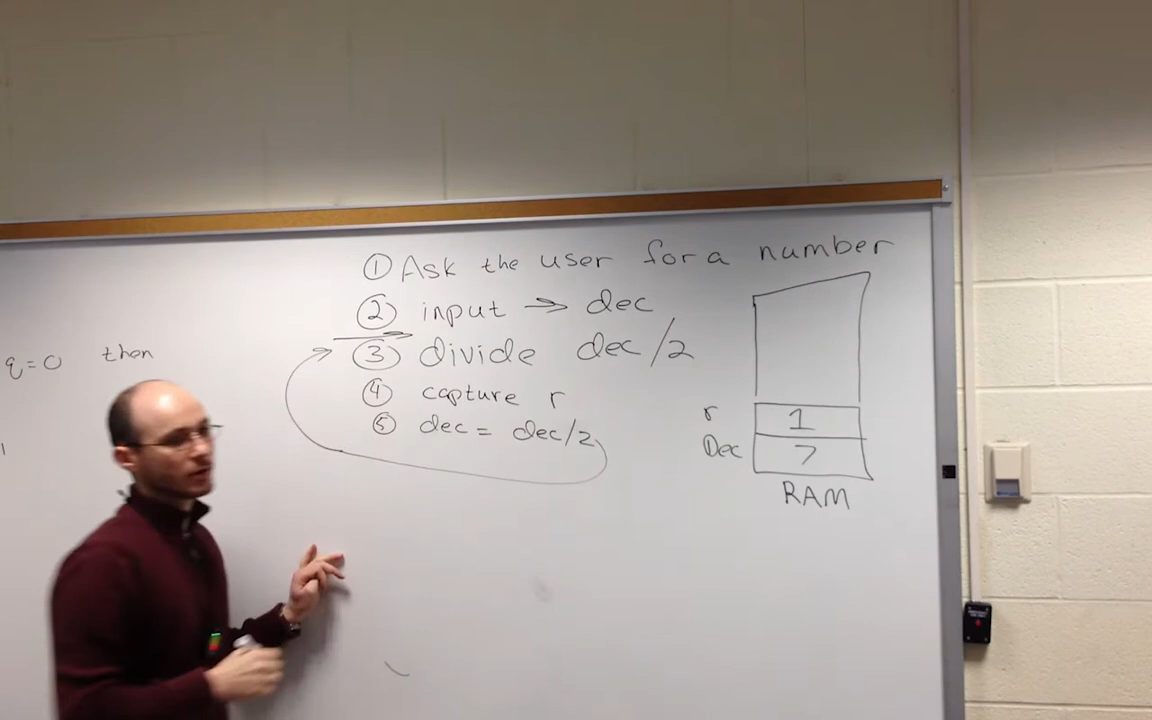 ① Ask the user for a number
② input → dec
③ divide dec/2
④ capture r
⑤ dec = dec/2
q=0 then
1
r 1
Dec 7
RAM